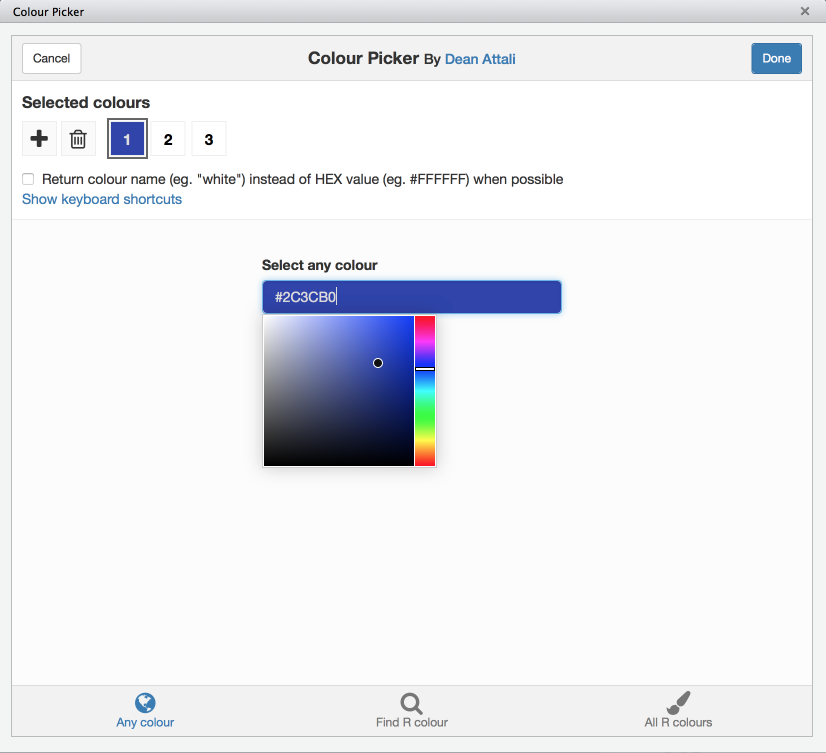 Colour Picker
Cancel
Colour Picker By Dean Attali
Done
Selected colours
1 2 3
Return colour name (eg. "white") instead of HEX value (eg. #FFFFFF) when possible
Show keyboard shortcuts
Select any colour
#2C3CB0
Any colour
Find R colour
All R colours